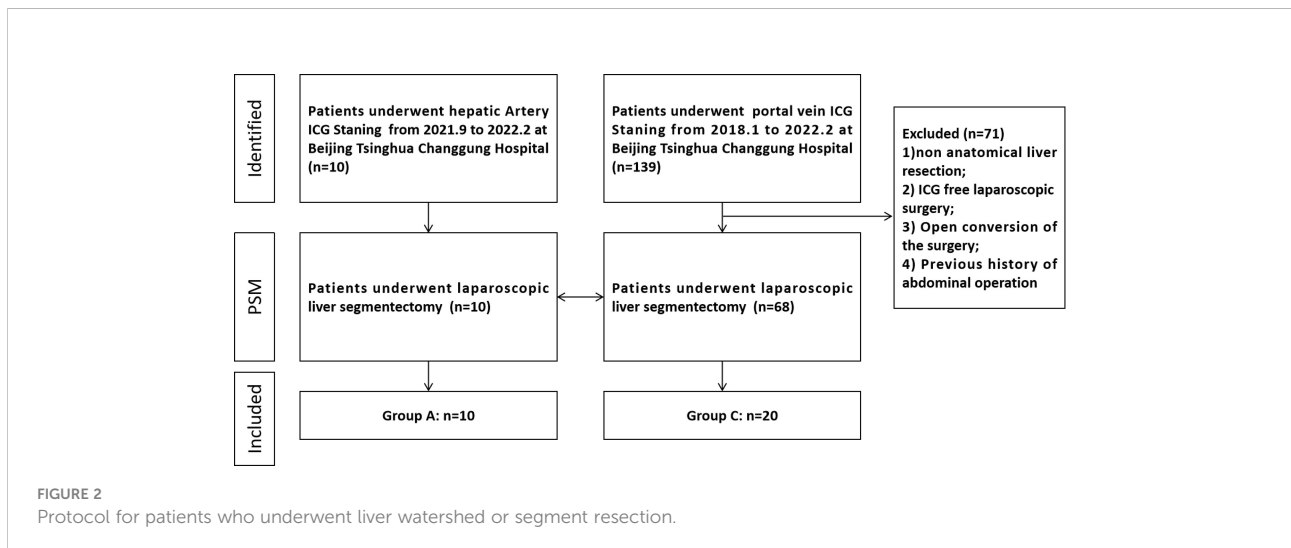 Identified
Patients underwent hepatic Artery
ICG Staning from 2021.9 to 2022.2 at
Beijing Tsinghua Changgung Hospital
(n=10)
Patients underwent portal vein ICG
Staning from 2018.1 to 2022.2 at
Beijing Tsinghua Changgung Hospital
(n=139)
Excluded (n=71)
1)non anatomical liver
resection;
2) ICG free laparoscopic
surgery;
3) Open conversion of
the surgery;
4) Previous history of
abdominal operation
PSM
Patients underwent laparoscopic
liver segmentectomy (n=10)
Patients underwent laparoscopic
liver segmentectomy (n=68)
Included
Group A: n=10
Group C: n=20
FIGURE 2
Protocol for patients who underwent liver watershed or segment resection.